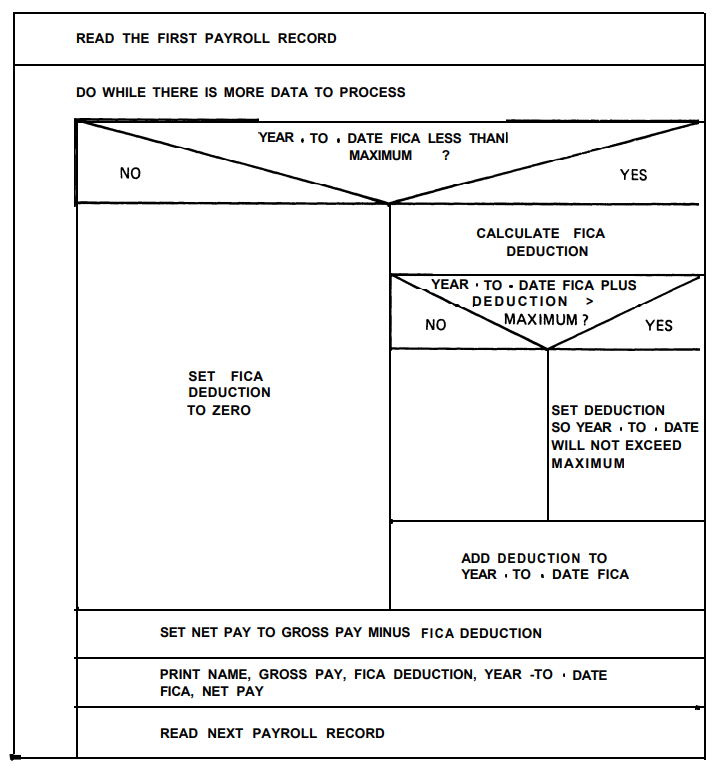 READ THE FIRST PAYROLL RECORD
DO WHILE THERE IS MORE DATA TO PROCESS
YEAR . TO . DATE FICA LESS THAN
MAXIMUM ?
NO
YES
CALCULATE FICA
DEDUCTION
YEAR · TO · DATE FICA PLUS
DEDUCTION >
MAXIMUM ?
NO
YES
SET FICA
DEDUCTION
TO ZERO
SET DEDUCTION
SO YEAR · TO · DATE
WILL NOT EXCEED
MAXIMUM
ADD DEDUCTION TO
YEAR · TO · DATE FICA
SET NET PAY TO GROSS PAY MINUS FICA DEDUCTION
PRINT NAME, GROSS PAY, FICA DEDUCTION, YEAR -TO · DATE
FICA, NET PAY
READ NEXT PAYROLL RECORD